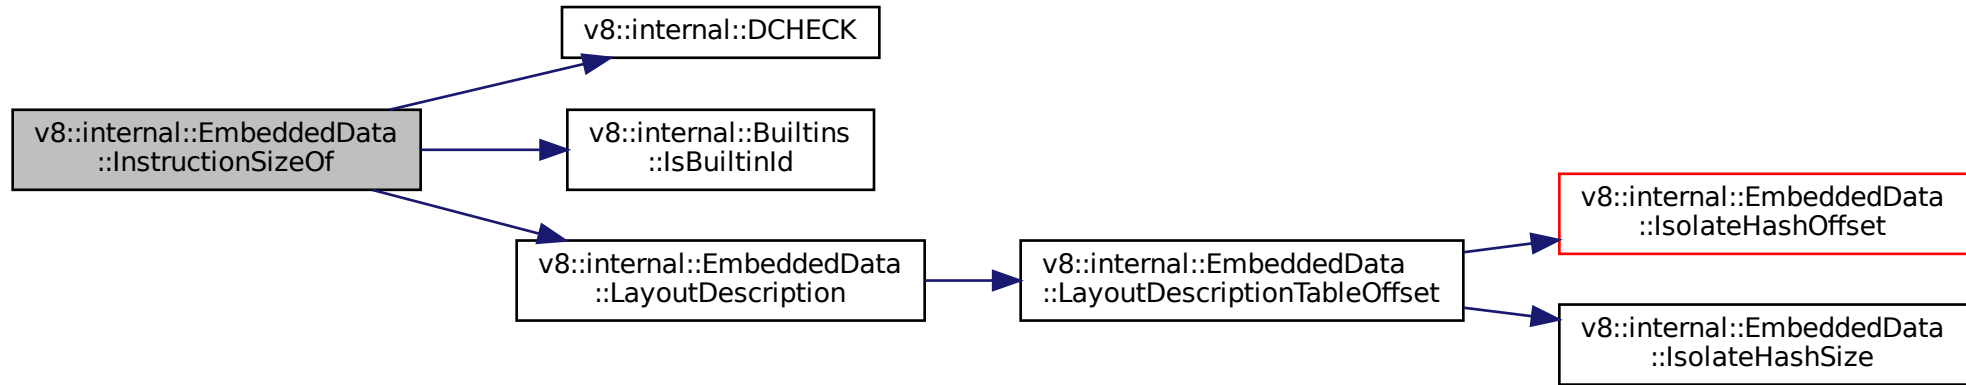 v8::internal::DCHECK
v8::internal::EmbeddedData
::InstructionSizeOf
v8::internal::Builtins
::IsBuiltinId
v8::internal::EmbeddedData
::LayoutDescription
v8::internal::EmbeddedData
::LayoutDescriptionTableOffset
v8::internal::EmbeddedData
::IsolateHashOffset
v8::internal::EmbeddedData
::IsolateHashSize